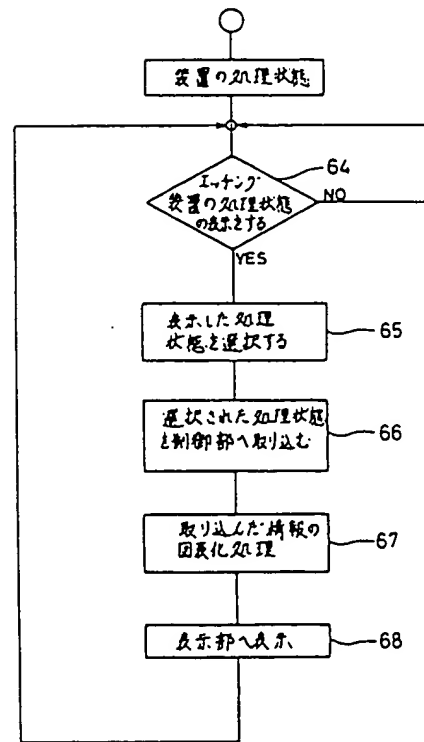 装置の処理状態
エッチング
装置の処理状態
の表示をする
64
NO
YES
表示した処理
状態を選択する
65
選択された処理状態
を制御部へ取り込む
66
取り込んだ情報の
図表化処理
67
表示部へ表示
68